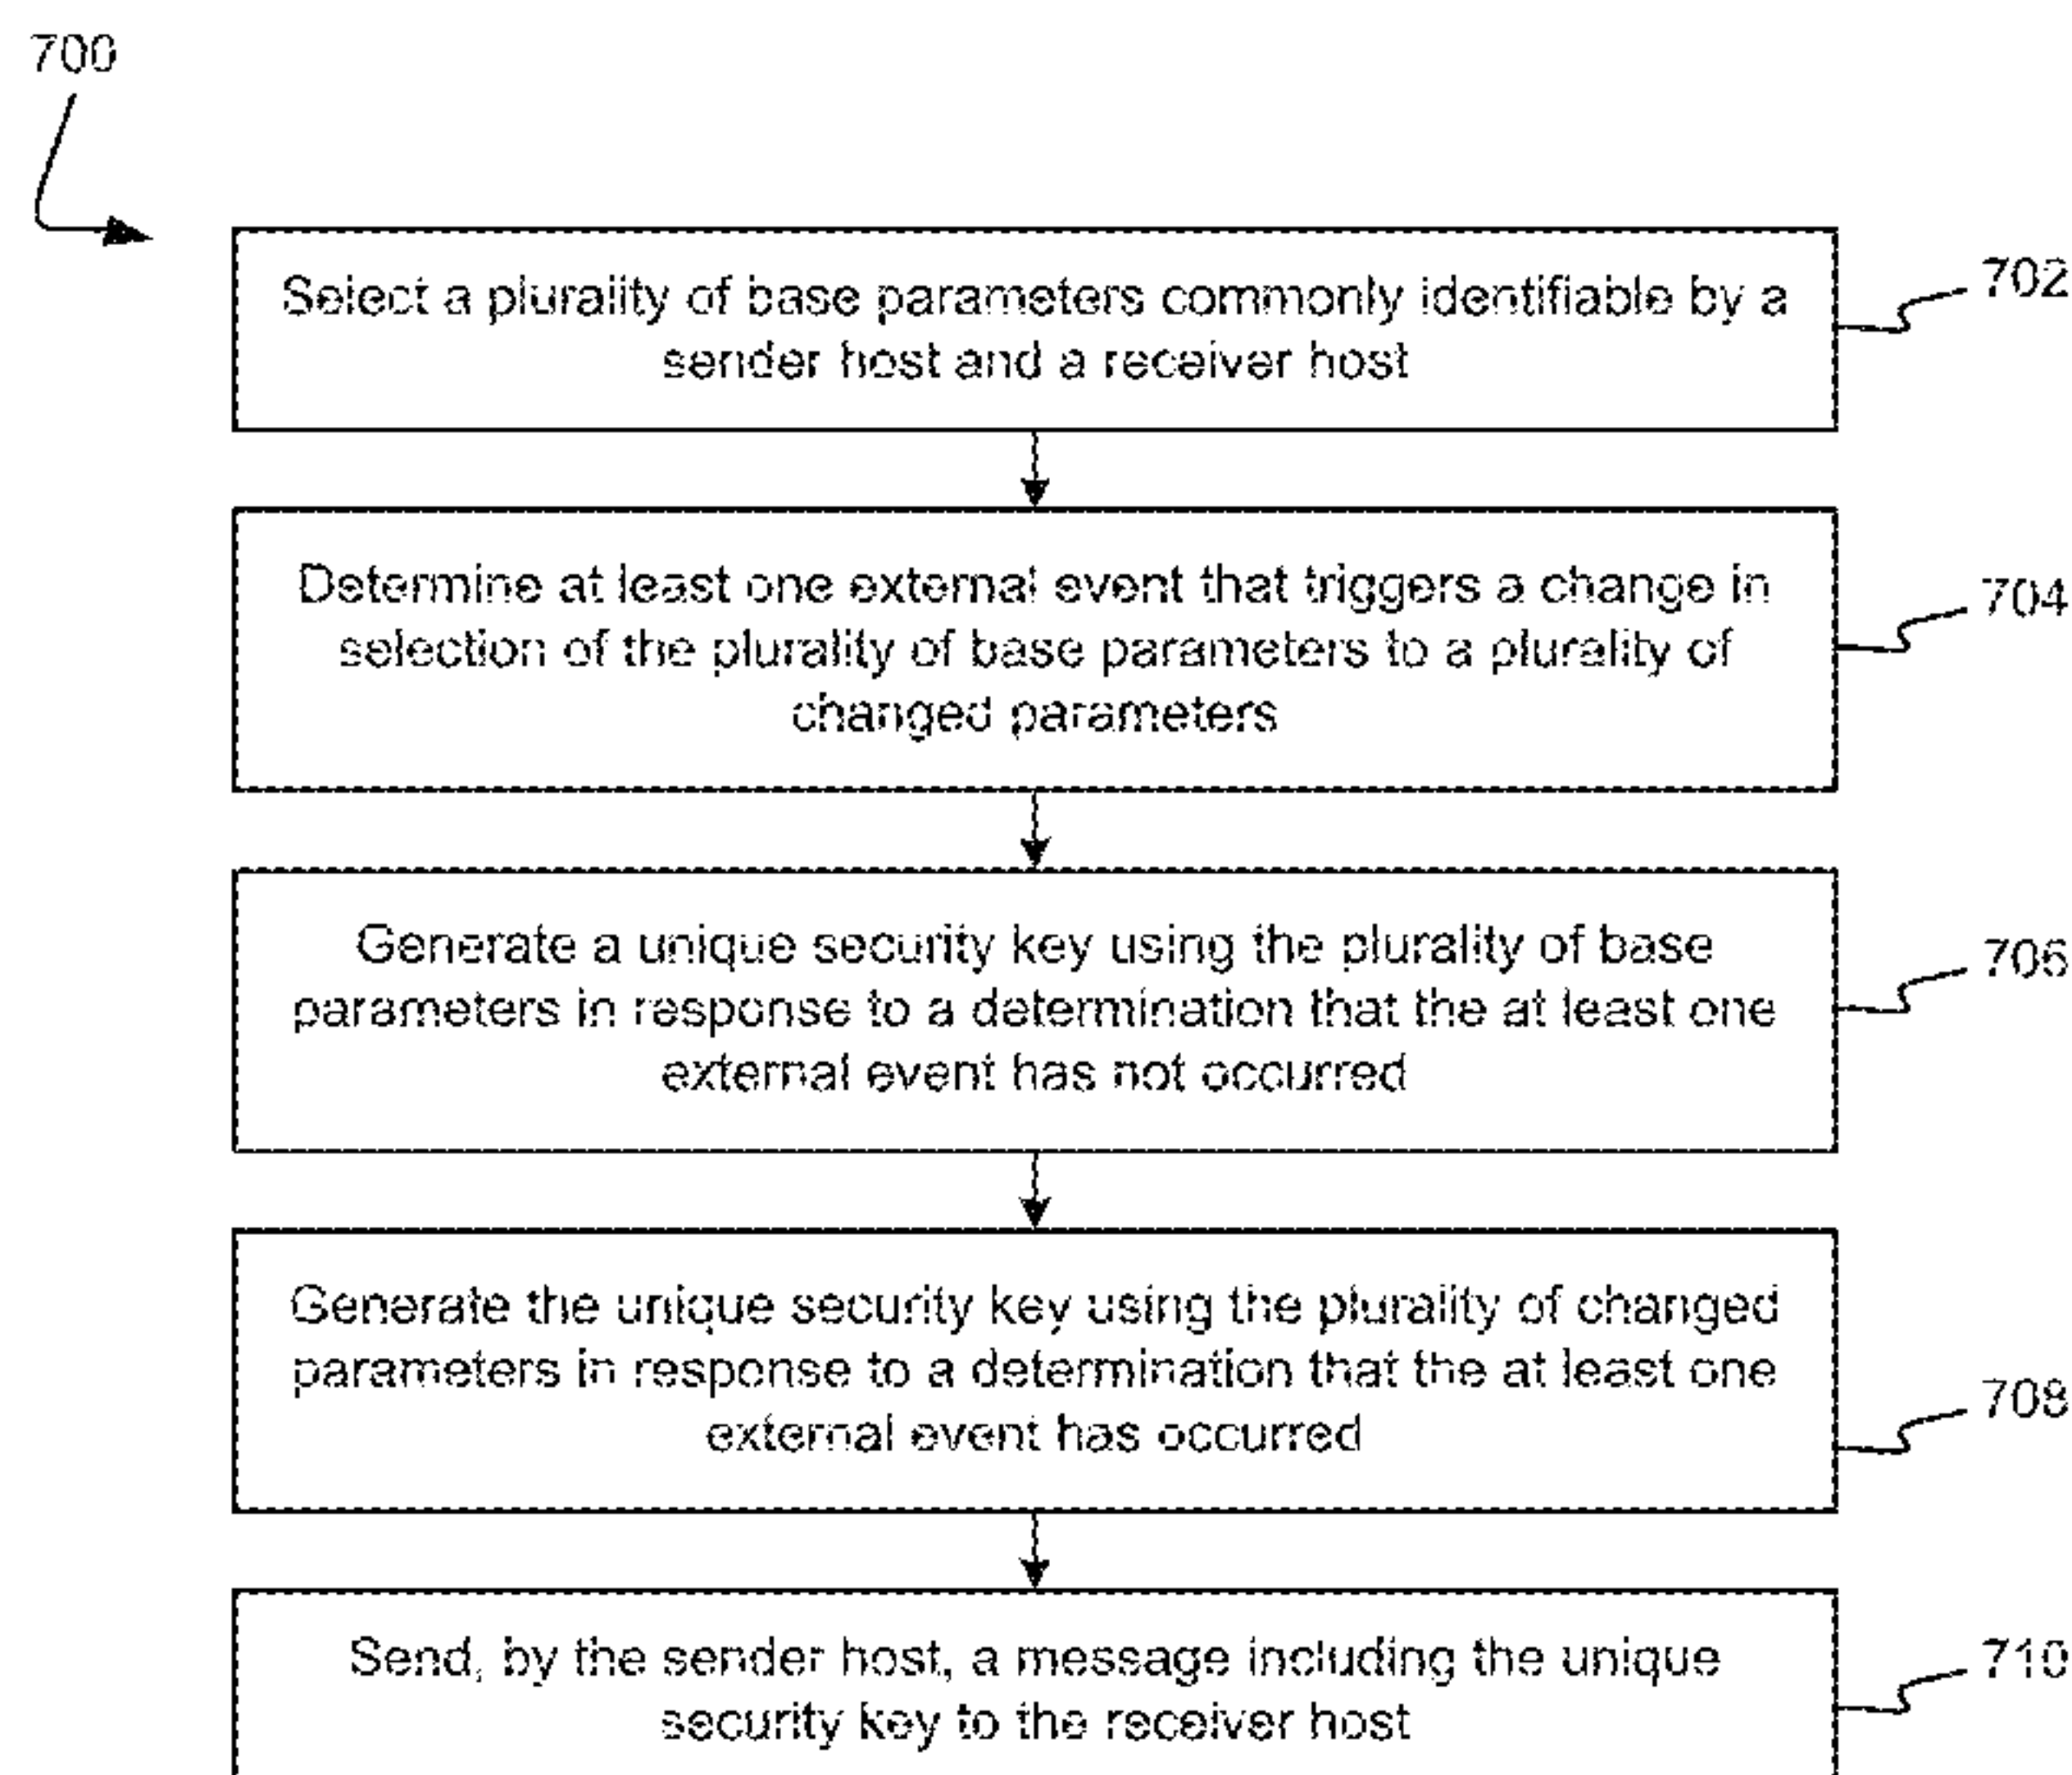 700
Select a plurality of base parameters commonly identifiable by a
sender host and a receiver host
702
Determine at least one external event that triggers a change in
selection of the plurality of base parameters to a plurality of
changed parameters
704
Generate a unique security key using the plurality of base
parameters in response to a determination that the at least one
external event has not occurred
706
Generate the unique security key using the plurality of changed
parameters in response to a determination that the at least one
external event has occurred
708
Send, by the sender host, a message including the unique
security key to the receiver host
710